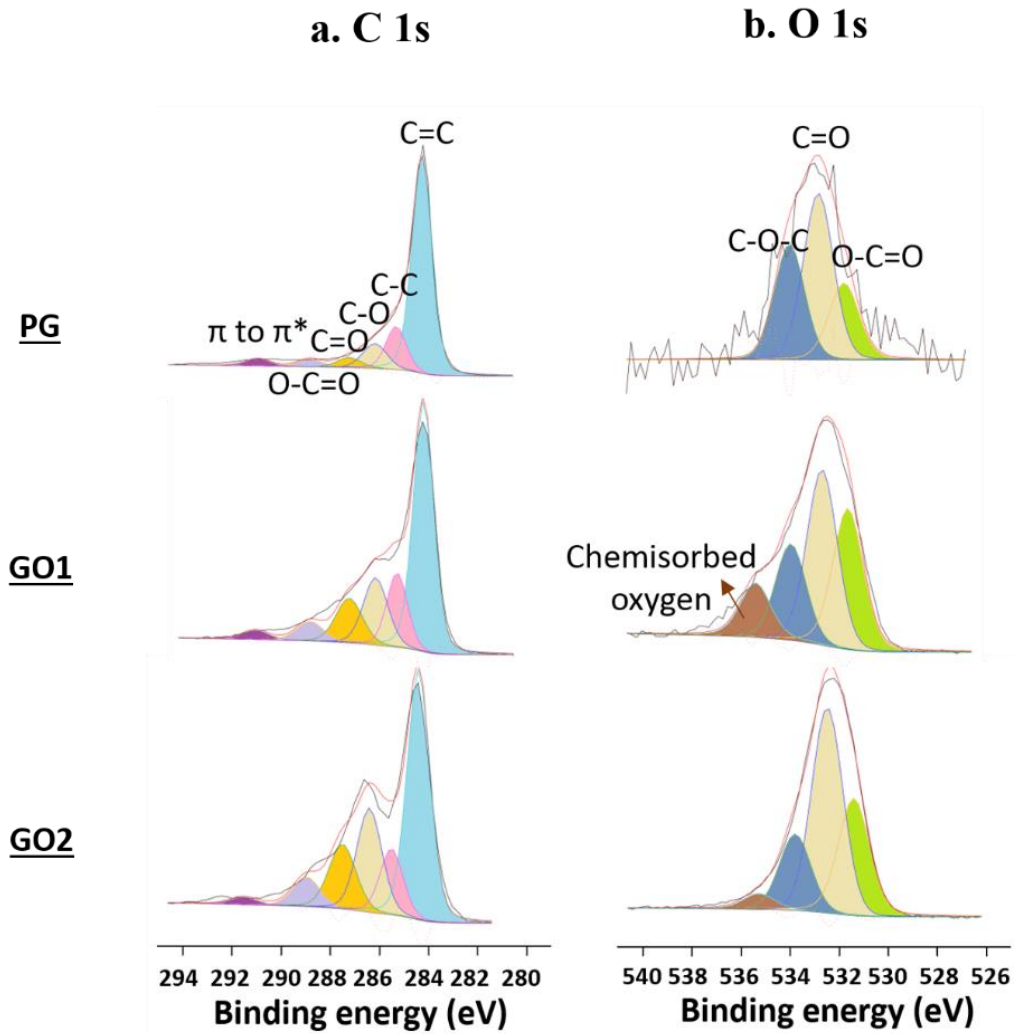 a. C 1s
b. O 1s
PG
C=C
C-C
C-O
π to π*
C=O
O-C=O
C=O
C-O-C
O-C=O
GO1
Chemisorbed
oxygen
GO2
294 292 290 288 286 284 282 280
Binding energy (eV)
540 538 536 534 532 530 528 526
Binding energy (eV)